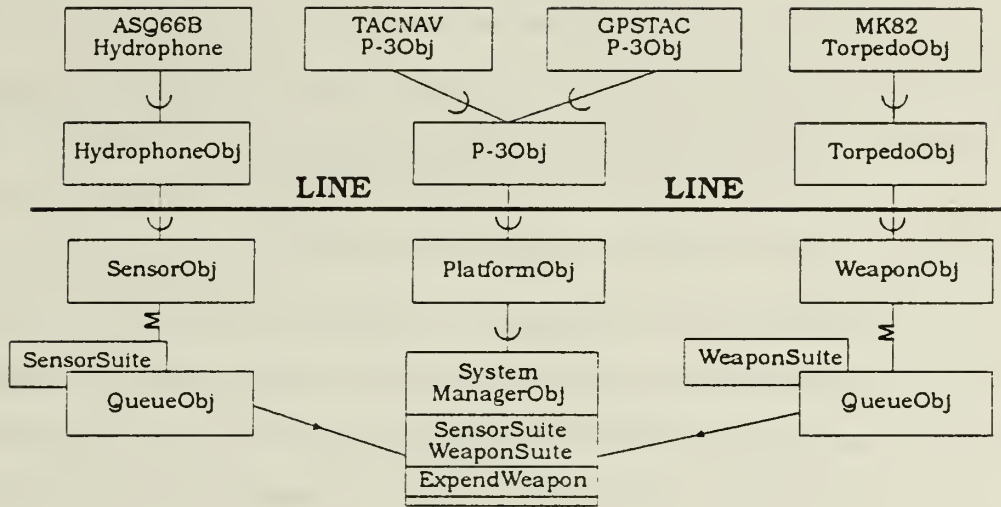 ASQ66B
Hydrophone
TACNAV
P-3Obj
GPSTAC
P-3Obj
MK82
TorpedoObj
HydrophoneObj
P-3Obj
TorpedoObj
LINE
LINE
SensorObj
PlatformObj
WeaponObj
M
M
SensorSuite
QueueObj
System
ManagerObj
SensorSuite
WeaponSuite
ExpendWeapon
WeaponSuite
QueueObj